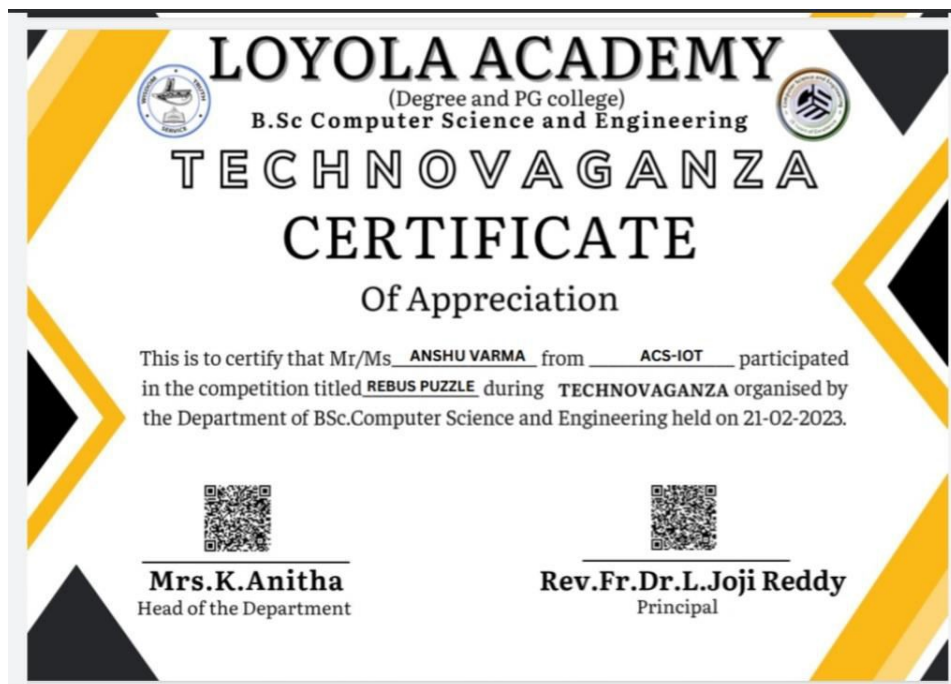 LOYOLA ACADEMY
(Degree and PG college)
B.Sc Computer Science and Engineering
WISDOM TRUTH
SERVICE
TECHNOVAGANZA
CERTIFICATE
Of Appreciation
This is to certify that Mr/Ms ANSHU VARMA from ACS-IOT participated
in the competition titled REBUS PUZZLE during TECHNOVAGANZA organised by
the Department of BSc.Computer Science and Engineering held on 21-02-2023.
Mrs.K.Anitha
Head of the Department
Rev.Fr.Dr.L.Joji Reddy
Principal